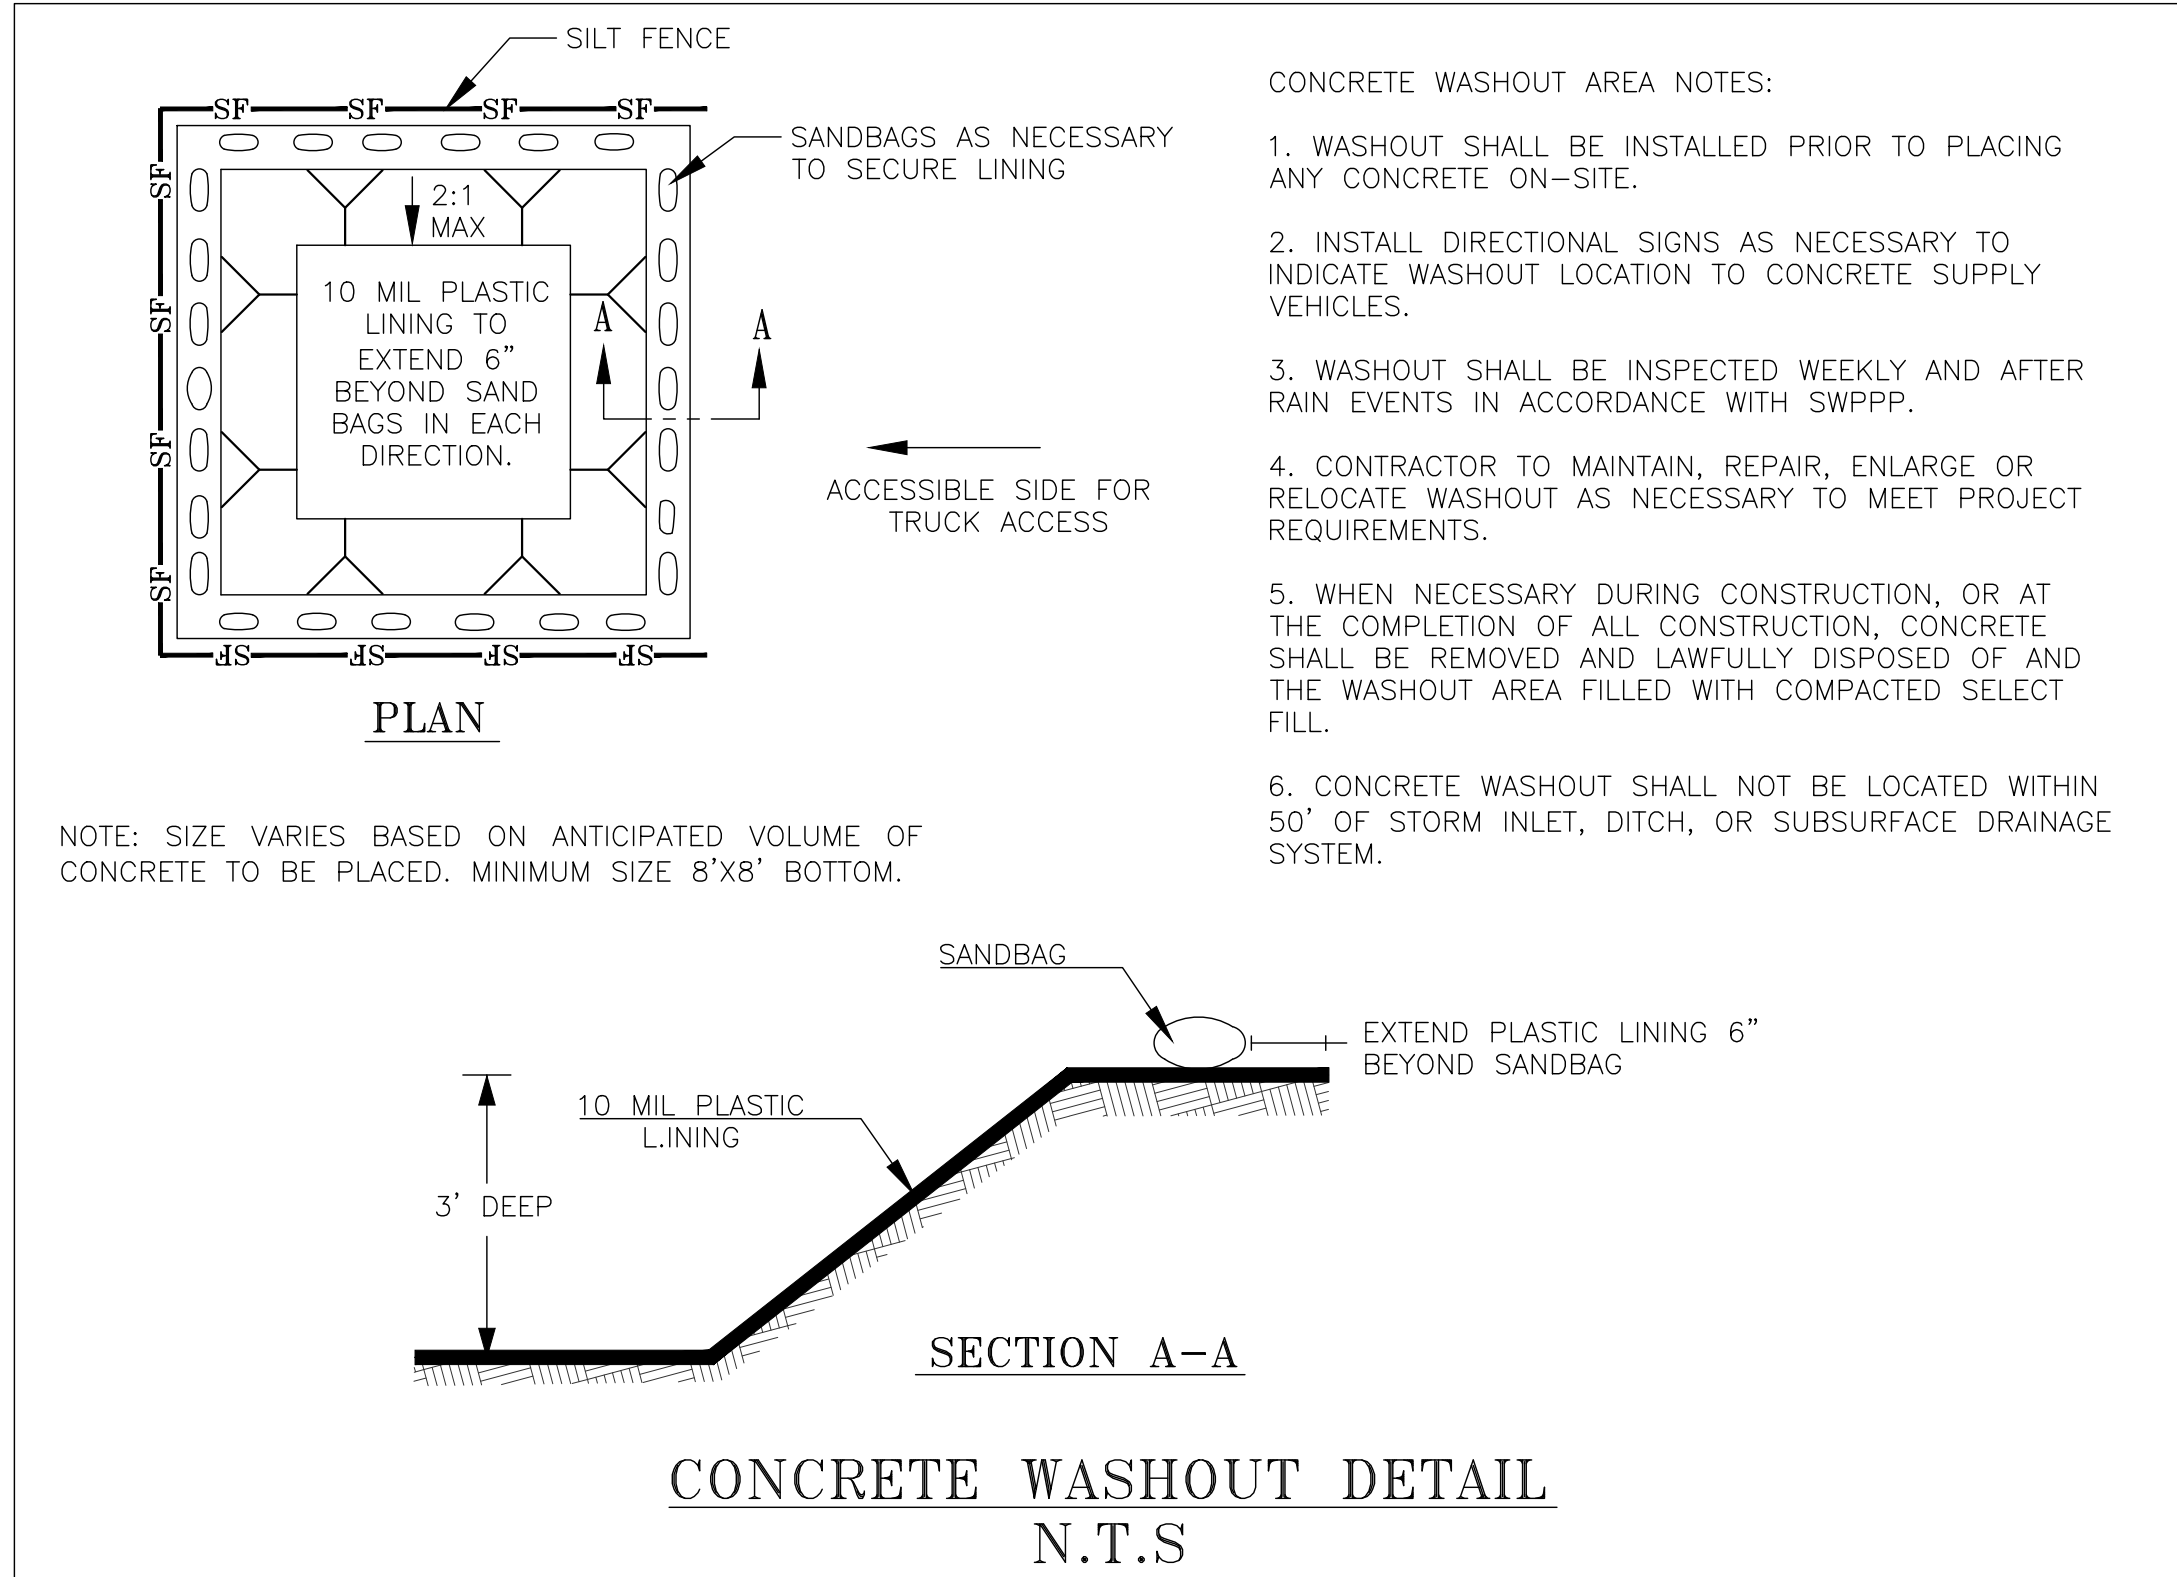 SILT FENCE
SF SF SF SF
SANDBAGS AS NECESSARY
TO SECURE LINING
SF
SF
SF
SF
2:1
MAX
10 MIL PLASTIC
LINING TO
EXTEND 6”
BEYOND SAND
BAGS IN EACH
DIRECTION.
A A
ACCESSIBLE SIDE FOR
TRUCK ACCESS
SF SF SF SF
PLAN
NOTE: SIZE VARIES BASED ON ANTICIPATED VOLUME OF
CONCRETE TO BE PLACED. MINIMUM SIZE 8’X8’ BOTTOM.
CONCRETE WASHOUT AREA NOTES:
1. WASHOUT SHALL BE INSTALLED PRIOR TO PLACING
ANY CONCRETE ON-SITE.
2. INSTALL DIRECTIONAL SIGNS AS NECESSARY TO
INDICATE WASHOUT LOCATION TO CONCRETE SUPPLY
VEHICLES.
3. WASHOUT SHALL BE INSPECTED WEEKLY AND AFTER
RAIN EVENTS IN ACCORDANCE WITH SWPPP.
4. CONTRACTOR TO MAINTAIN, REPAIR, ENLARGE OR
RELOCATE WASHOUT AS NECESSARY TO MEET PROJECT
REQUIREMENTS.
5. WHEN NECESSARY DURING CONSTRUCTION, OR AT
THE COMPLETION OF ALL CONSTRUCTION, CONCRETE
SHALL BE REMOVED AND LAWFULLY DISPOSED OF AND
THE WASHOUT AREA FILLED WITH COMPACTED SELECT
FILL.
6. CONCRETE WASHOUT SHALL NOT BE LOCATED WITHIN
50’ OF STORM INLET, DITCH, OR SUBSURFACE DRAINAGE
SYSTEM.
SANDBAG
EXTEND PLASTIC LINING 6”
BEYOND SANDBAG
10 MIL PLASTIC
L.INING
3’ DEEP
SECTION A-A
CONCRETE WASHOUT DETAIL
N.T.S